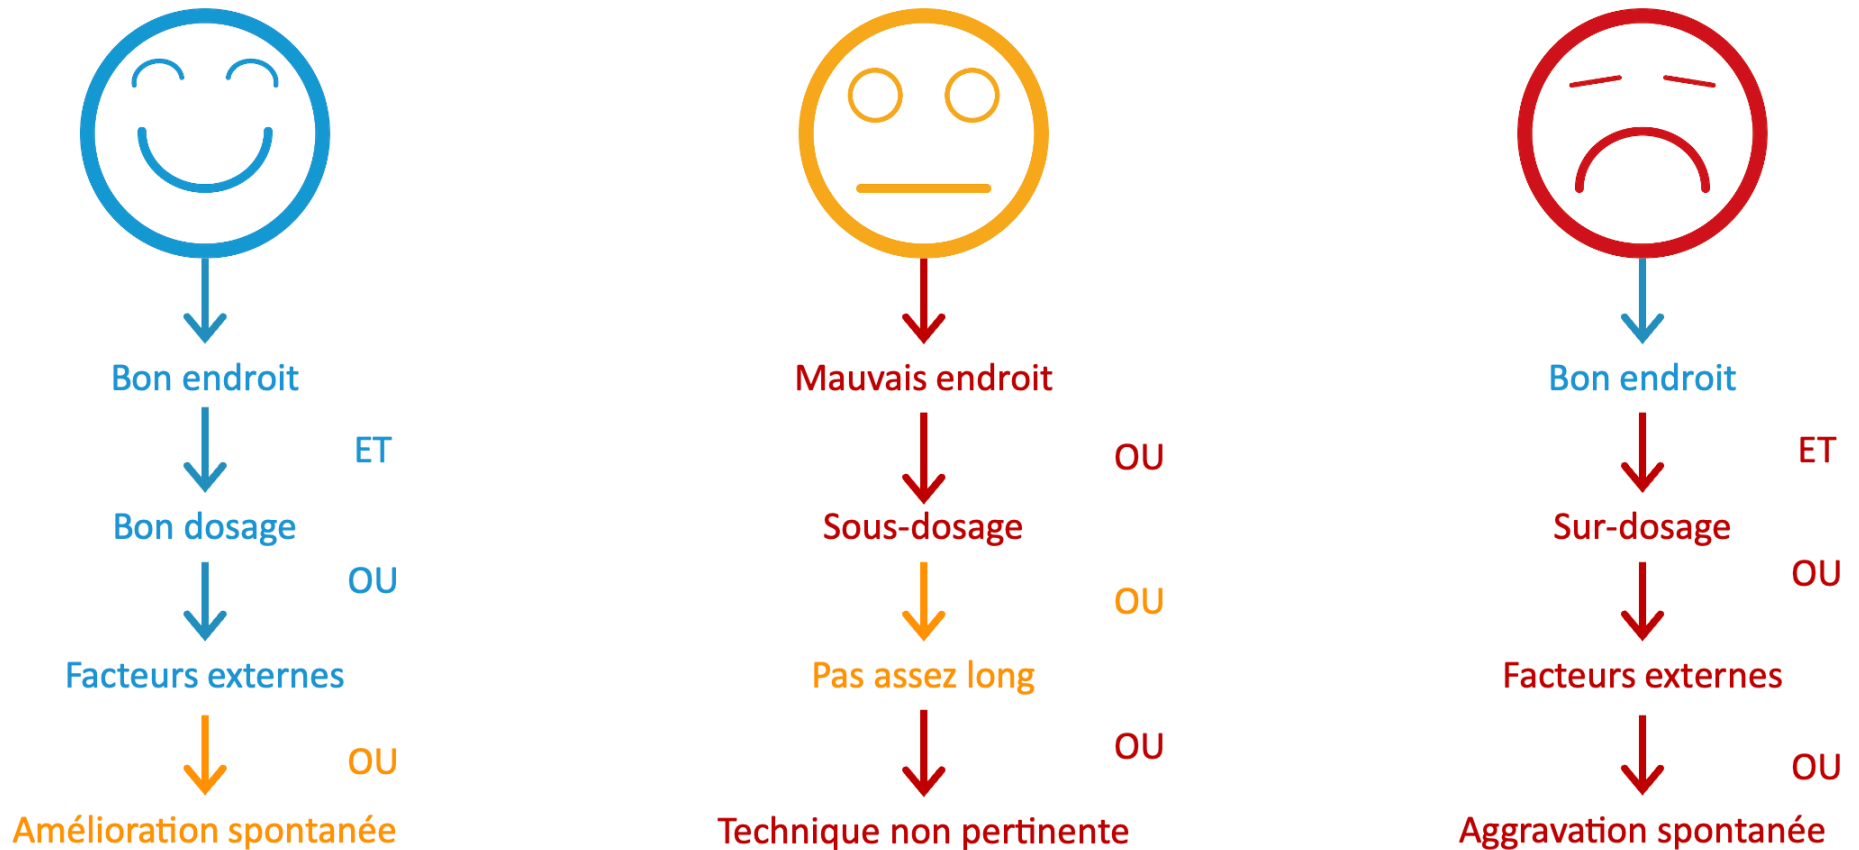 Bon endroit
ET
Bon dosage
OU
Facteurs externes
OU
Amélioration spontanée
Mauvais endroit
OU
Sous-dosage
OU
Pas assez long
OU
Technique non pertinente
Bon endroit
ET
Sur-dosage
OU
Facteurs externes
OU
Aggravation spontanée